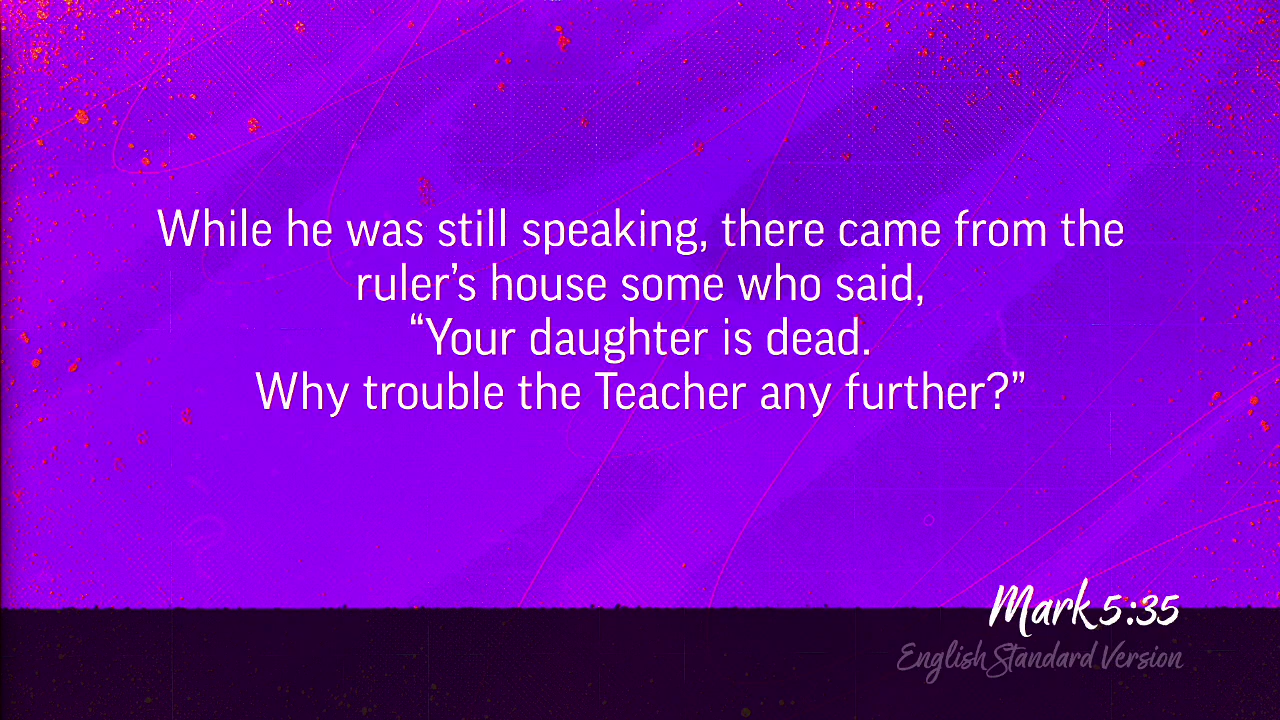 While he was still speaking, there came from the
ruler’s house some who said,
“Your daughter is dead.
Why trouble the Teacher any further?”
Mark 5:35
English Standard Version